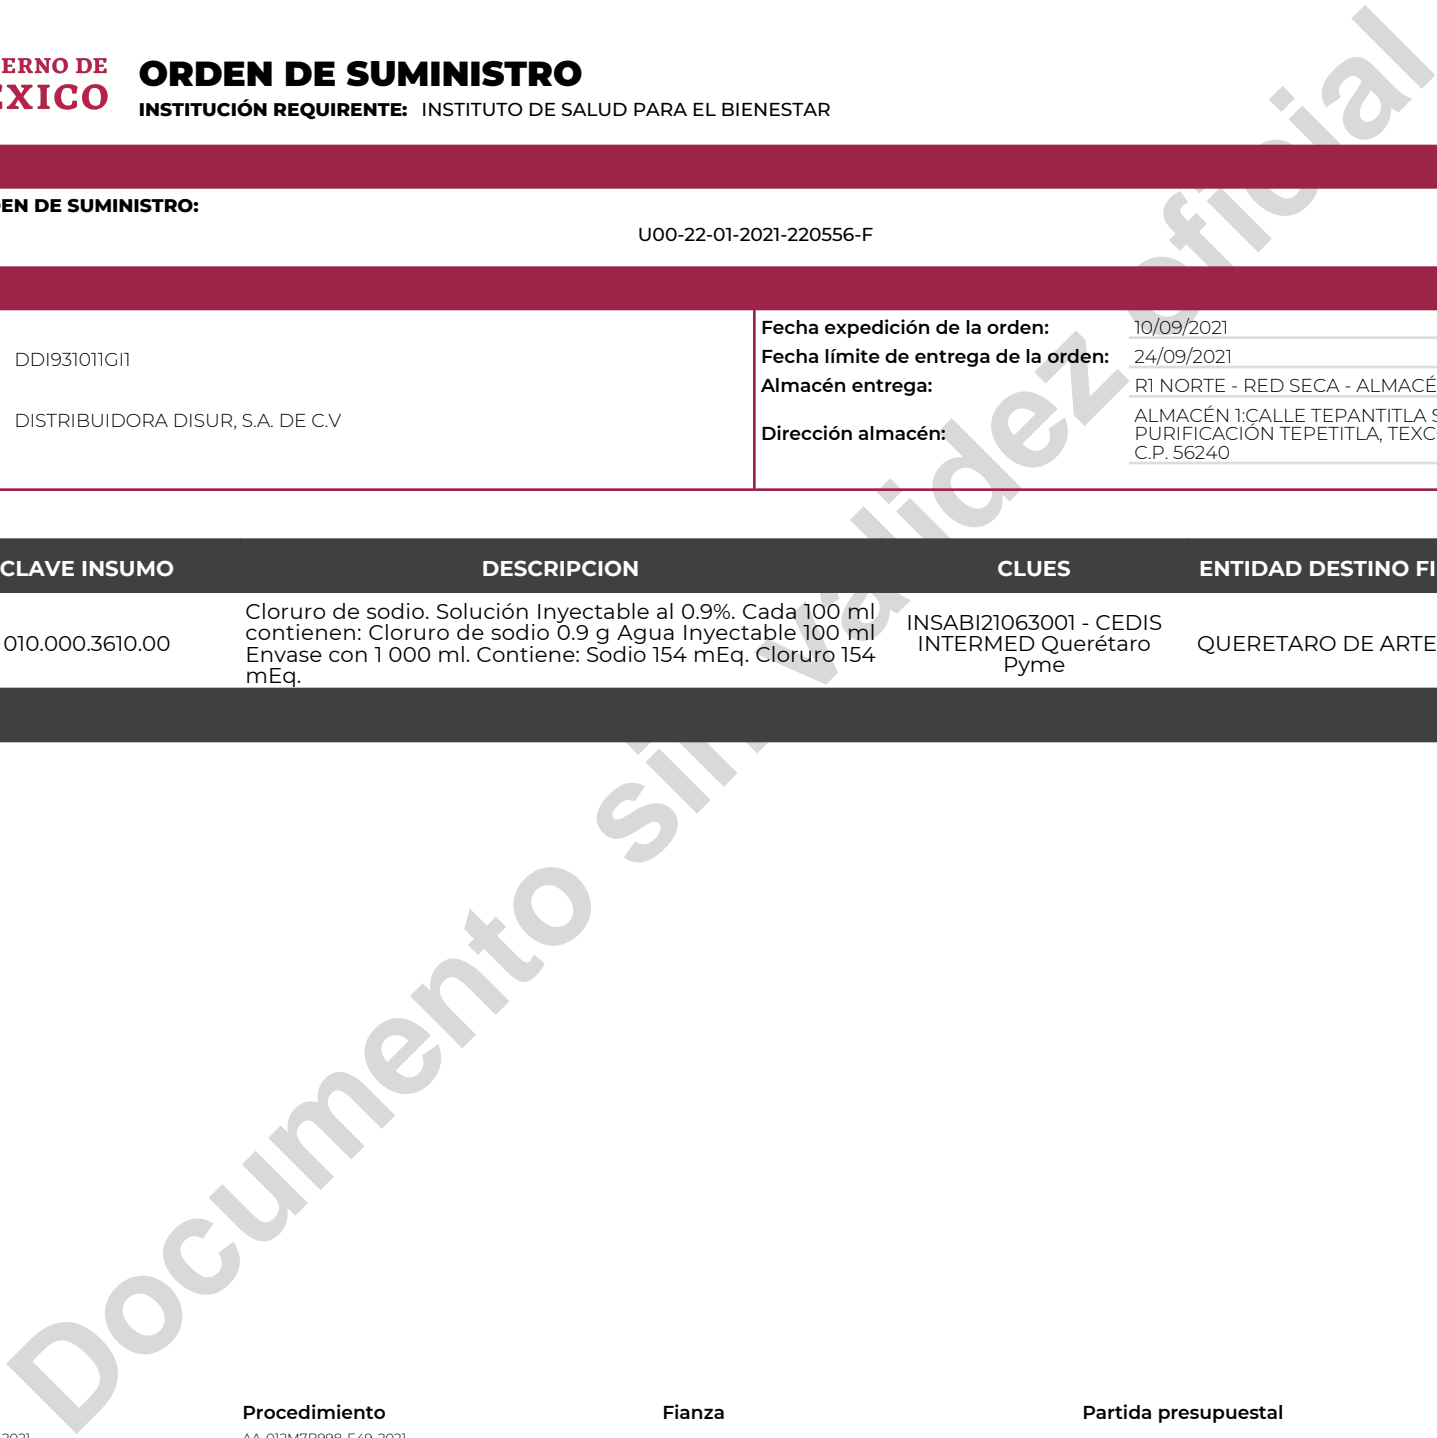 ERNO DE
ÉXICO
ORDEN DE SUMINISTRO
INSTITUCIÓN REQUIRENTE: INSTITUTO DE SALUD PARA EL BIENESTAR
EN DE SUMINISTRO:
U00-22-01-2021-220556-F
DDI931011GI1
DISTRIBUIDORA DISUR, S.A. DE C.V
Fecha expedición de la orden: 10/09/2021
Fecha límite de entrega de la orden: 24/09/2021
Almacén entrega: R1 NORTE - RED SECA - ALMACÉ
Dirección almacén:
ALMACÉN 1:CALLE TEPANTITLA S
PURIFICACIÓN TEPETITLA, TEXC
C.P. 56240
CLAVE INSUMO DESCRIPCION CLUES ENTIDAD DESTINO FI
010.000.3610.00
Cloruro de sodio. Solución Inyectable al 0.9%. Cada 100 ml
contienen: Cloruro de sodio 0.9 g Agua Inyectable 100 ml
Envase con 1 000 ml. Contiene: Sodio 154 mEq. Cloruro 154
mEq.
INSABI21063001 - CEDIS
INTERMED Querétaro
Pyme
QUERETARO DE ARTE
Documento sin validez oficial
Procedimiento Fianza Partida presupuestal